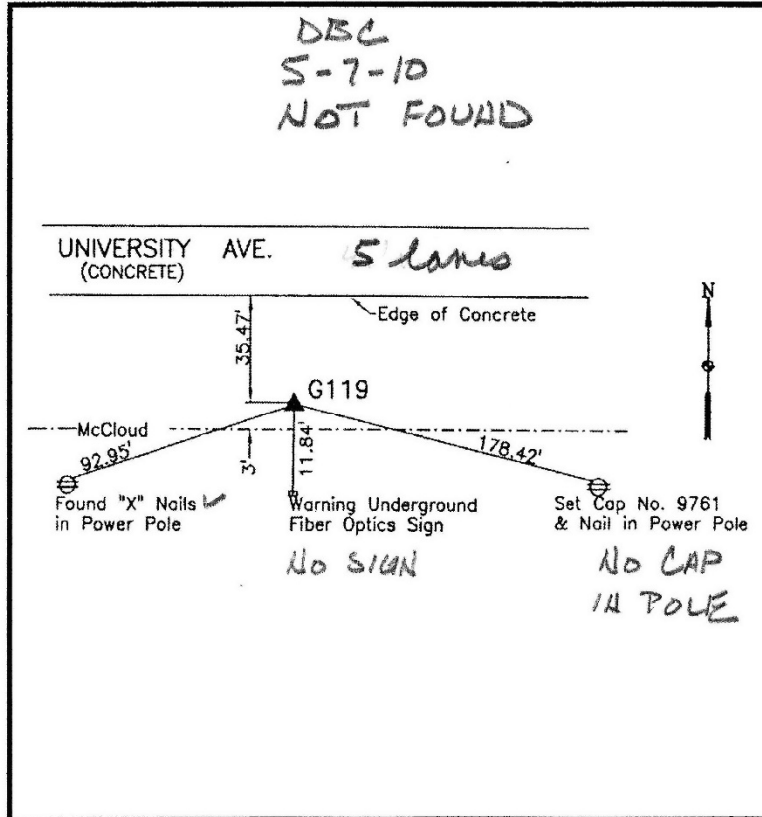 DBC
5-7-10
NOT FOUND
UNIVERSITY AVE. 5 lanes
(CONCRETE)
Edge of Concrete
N
35.47'
G119
McCloud
92.95'
3'
11.84'
178.42'
Found "X" Nails ✓
in Power Pole
Warning Underground
Fiber Optics Sign
Set Cap No. 9761
& Nail in Power Pole
NO SIGN
NO CAP
IN POLE